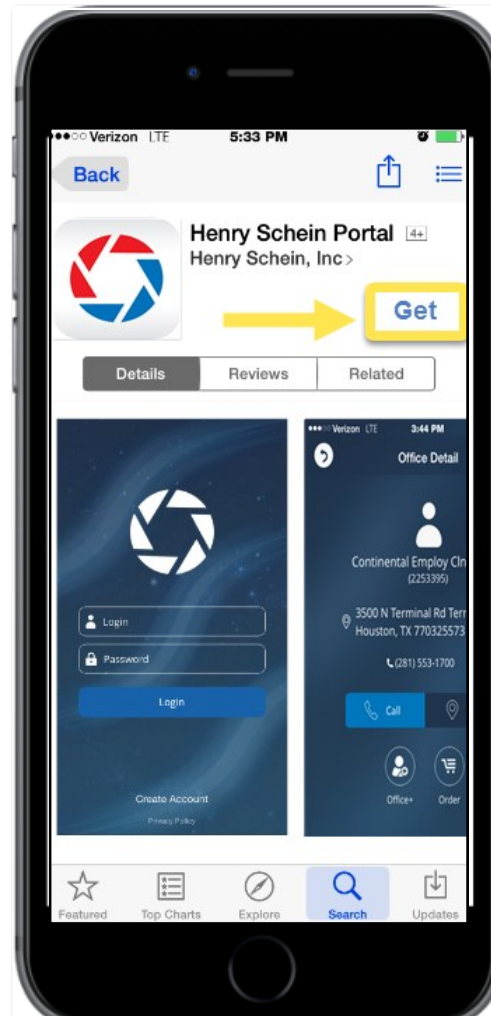 Verizon LTE 5:33 PM
Back
Henry Schein Portal 4+
Henry Schein, Inc >
Get
Details Reviews Related
Login
Password
Login
Create Account
Privacy Policy
Verizon LTE 3:44 PM
Office Detail
Continental Employ Cln
(2253395)
3500 N Terminal Rd Terr
Houston, TX 770325573
(281) 553-1700
Call
Office+ Order
Featured Top Charts Explore Search Updates